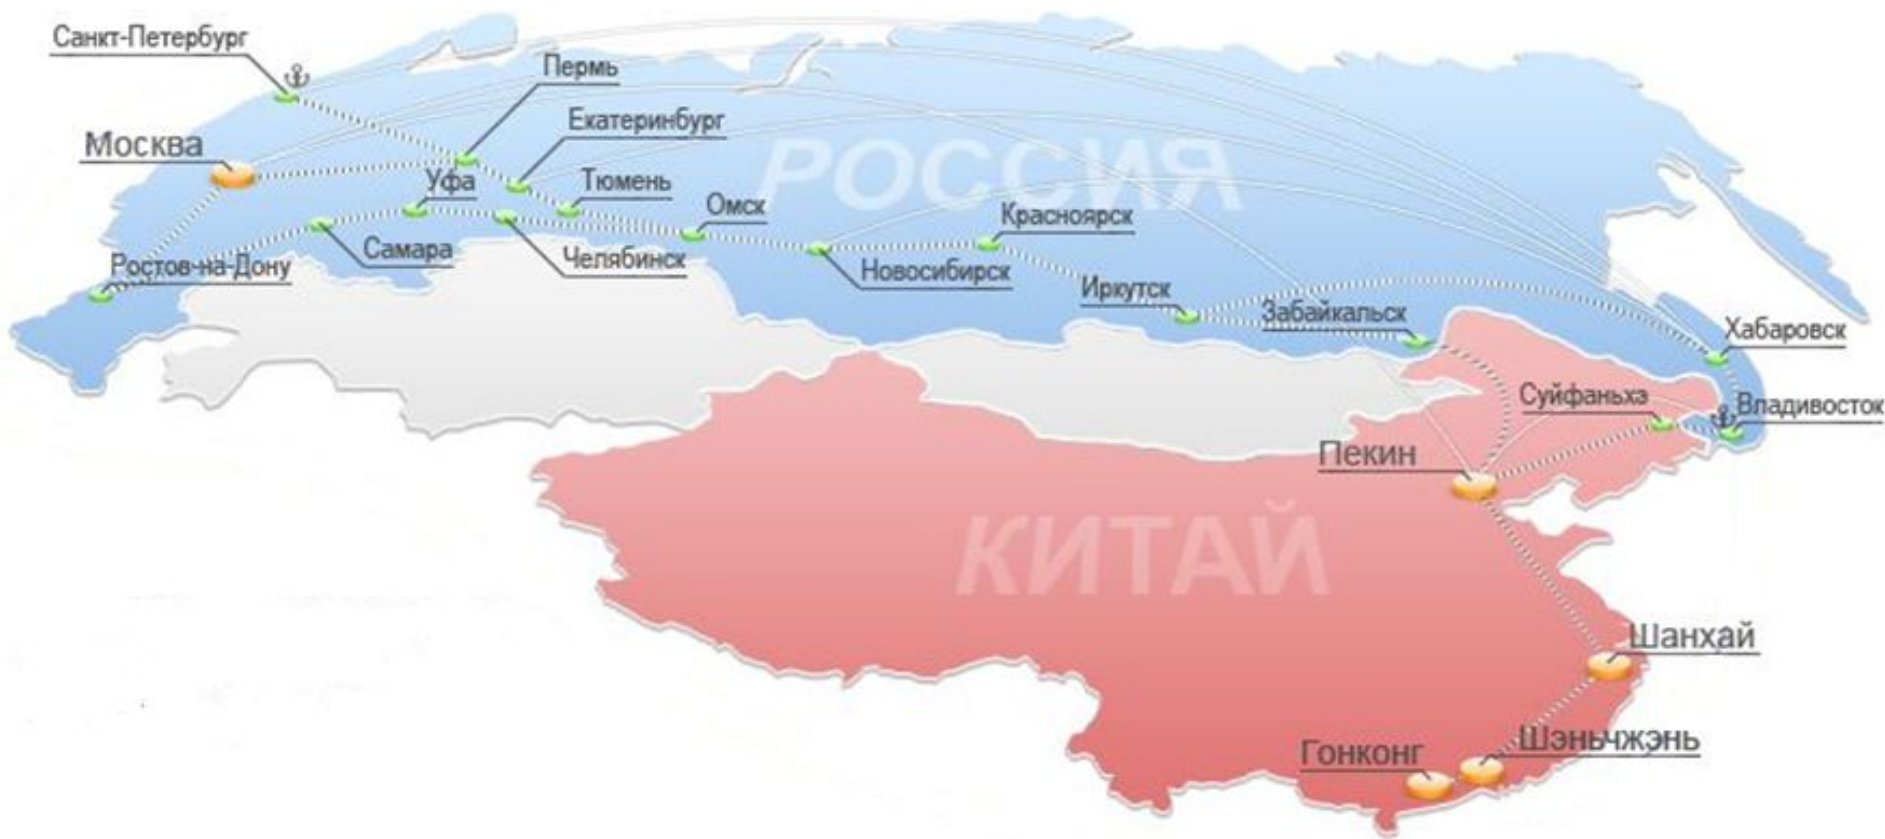 Санкт-Петербург
Пермь
Екатеринбург
Москва
РОССИЯ
Уфа
Тюмень
Омск
Красноярск
Самара
Челябинск
Ростов-на-Дону
Новосибирск
Иркутск
Забайкальск
Хабаровск
Суйфаньхэ
Владивосток
Пекин
КИТАЙ
Шанхай
Шэньчжэнь
Гонконг